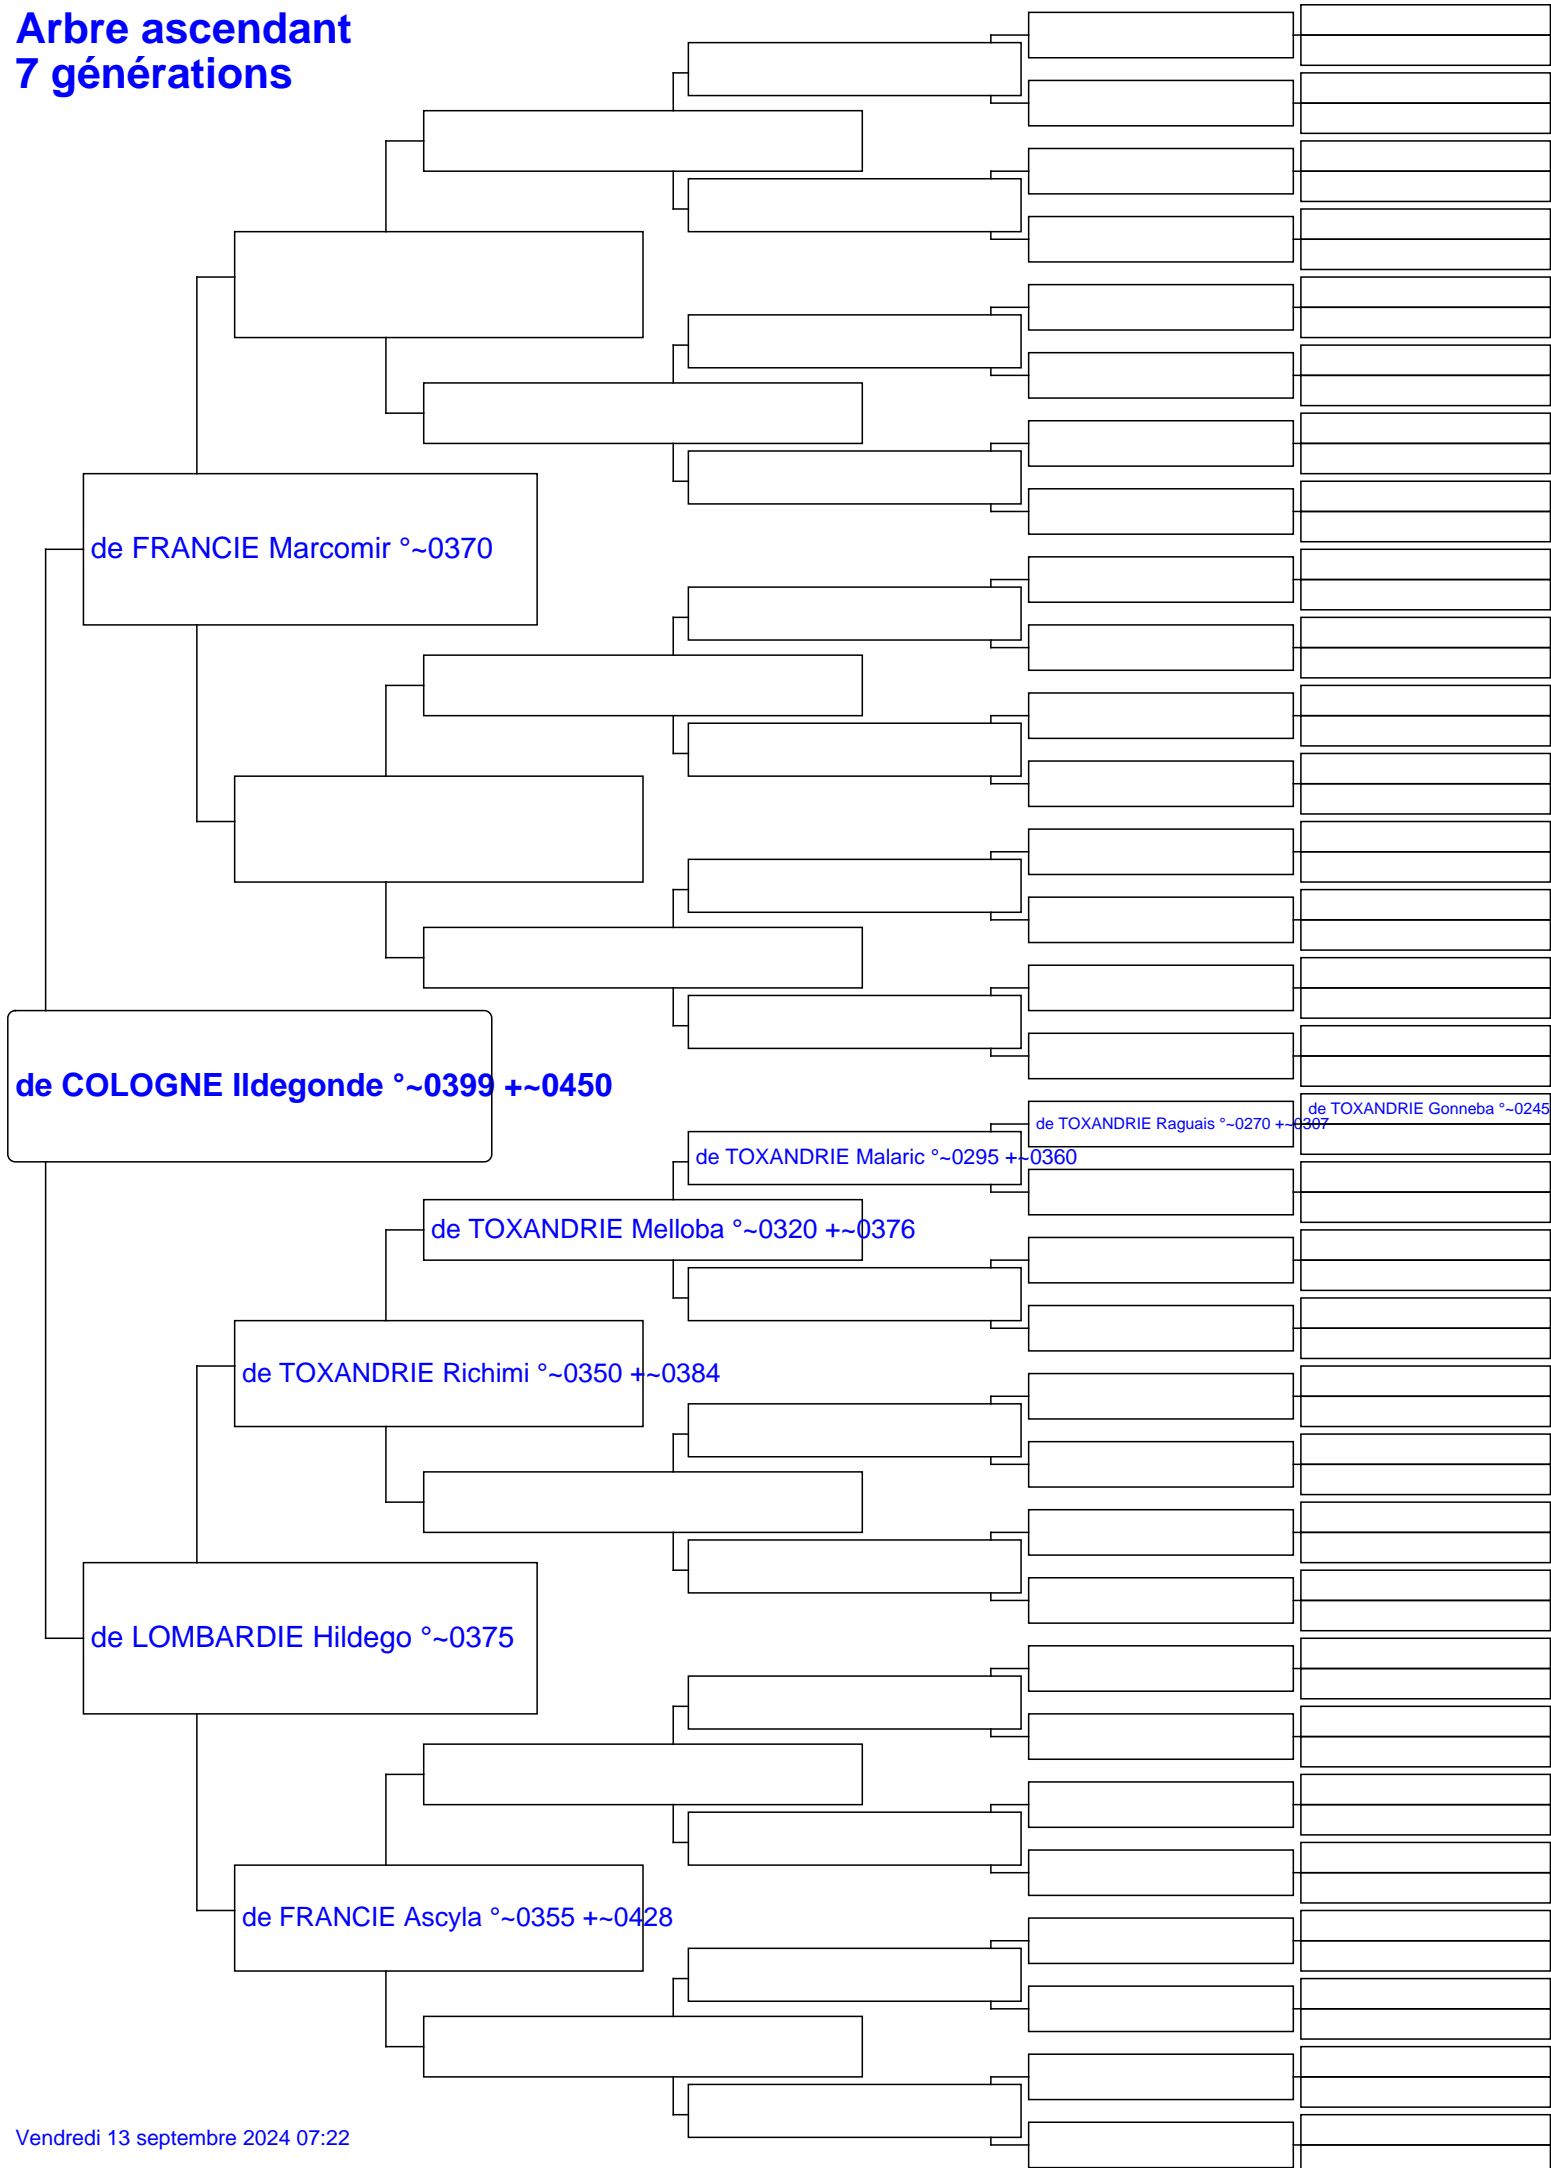 Arbre ascendant
7 générations
de FRANCIE Marcomir °~0370
de COLOGNE Ildegonde °~0399 +~0450
de TOXANDRIE Gonneba °~0245
de TOXANDRIE Raguais °~0270 +~0307
de TOXANDRIE Malaric °~0295 +~0360
de TOXANDRIE Melloba °~0320 +~0376
de TOXANDRIE Richimi °~0350 +~0384
de LOMBARDIE Hildego °~0375
de FRANCIE Ascyla °~0355 +~0428
Vendredi 13 septembre 2024 07:22